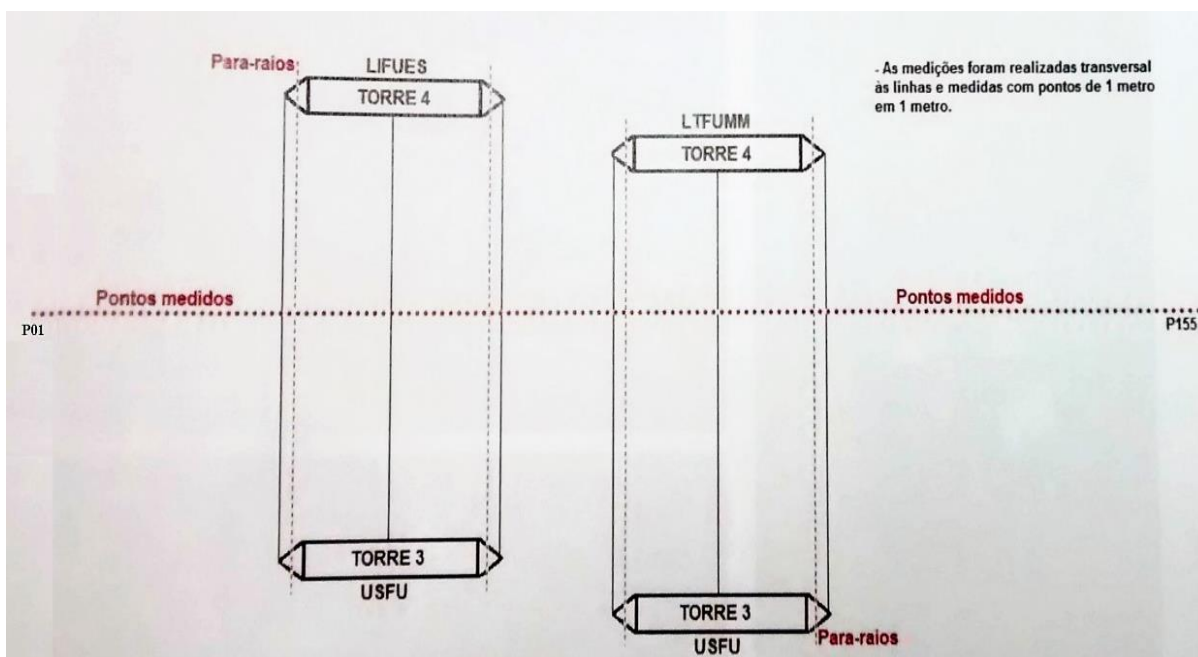 Para-raios
LIFUES
TORRE 4
- As medições foram realizadas transversal
às linhas e medidas com pontos de 1 metro
em 1 metro.
LTFUMM
TORRE 4
Pontos medidos
Pontos medidos
P01
P155
TORRE 3
USFU
TORRE 3
USFU
Para-raios